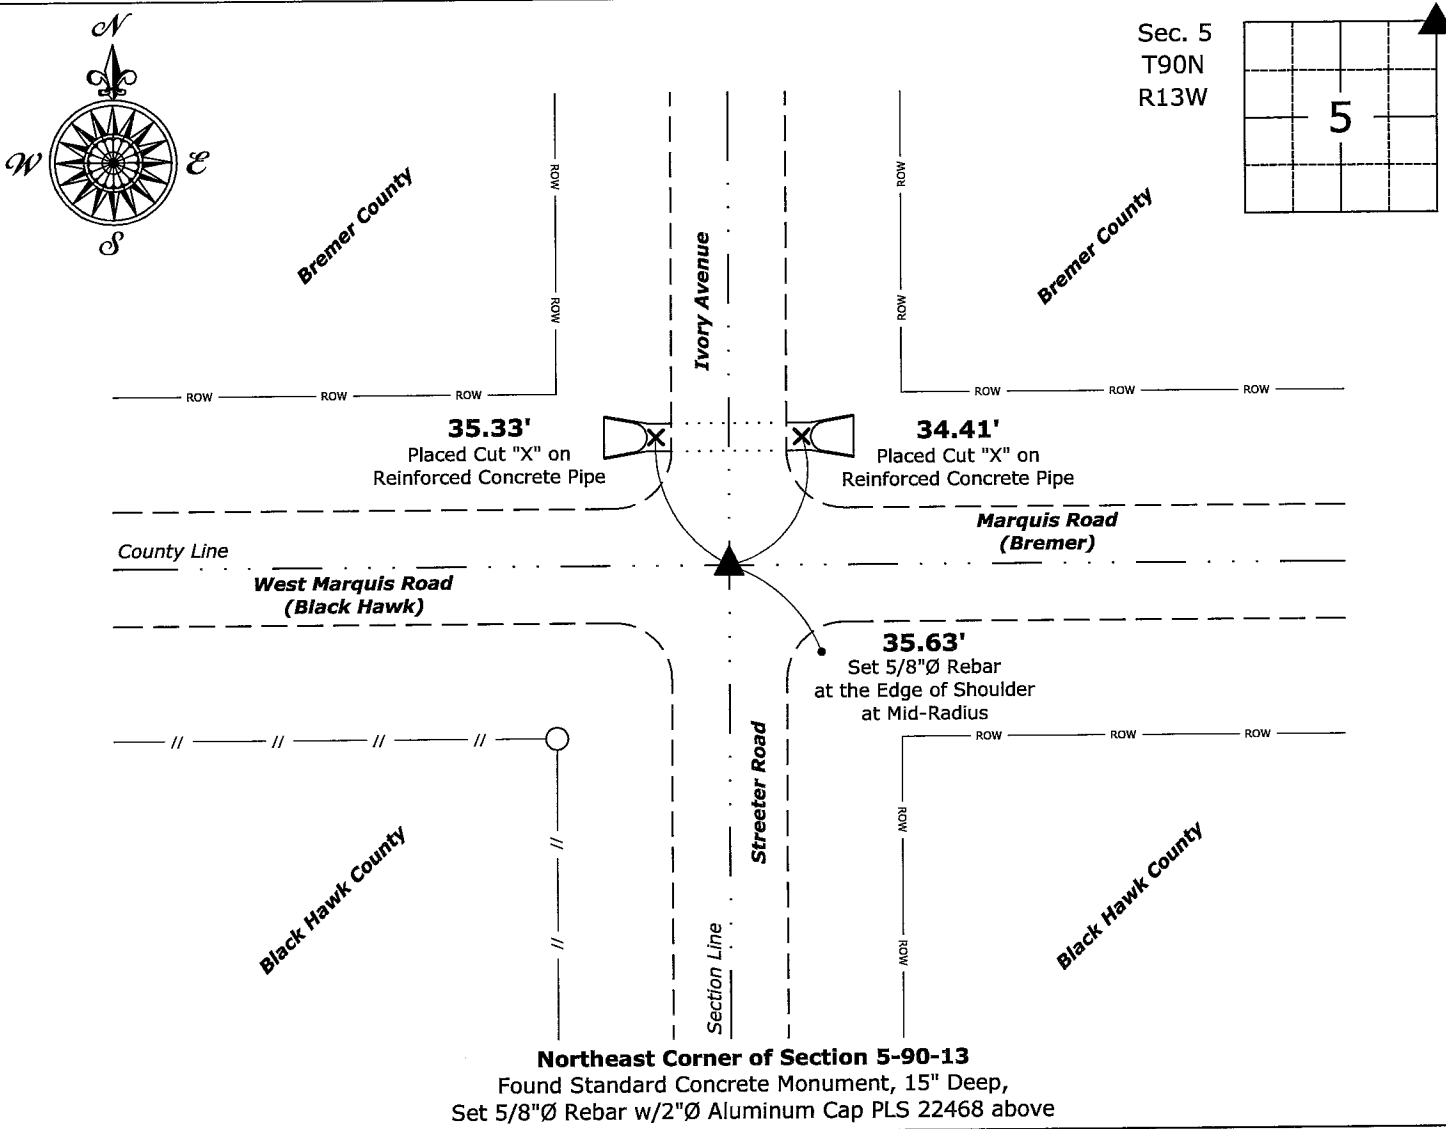 N
W
E
S
Sec. 5
T90N
R13W
5
Bremer County
Bremer County
ROW
ROW
ROW
ROW
Ivory Avenue
ROW
ROW
ROW
ROW
ROW
ROW
35.33'
Placed Cut "X" on
Reinforced Concrete Pipe
34.41'
Placed Cut "X" on
Reinforced Concrete Pipe
Marquis Road
(Bremer)
County Line
West Marquis Road
(Black Hawk)
35.63'
Set 5/8"Ø Rebar
at the Edge of Shoulder
at Mid-Radius
ROW
ROW
ROW
Streeter Road
ROW
ROW
Black Hawk County
Black Hawk County
Section Line
Northeast Corner of Section 5-90-13
Found Standard Concrete Monument, 15" Deep,
Set 5/8"Ø Rebar w/2"Ø Aluminum Cap PLS 22468 above